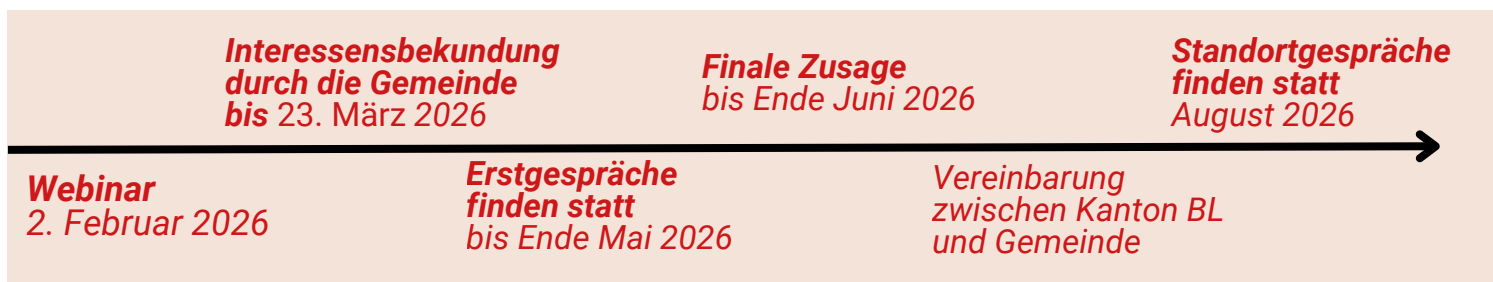 Interessensbekundung
durch die Gemeinde
bis 23. März 2026
Finale Zusage
bis Ende Juni 2026
Standortgespräche
finden statt
August 2026
Webinar
2. Februar 2026
Erstgespräche
finden statt
bis Ende Mai 2026
Vereinbarung
zwischen Kanton BL
und Gemeinde